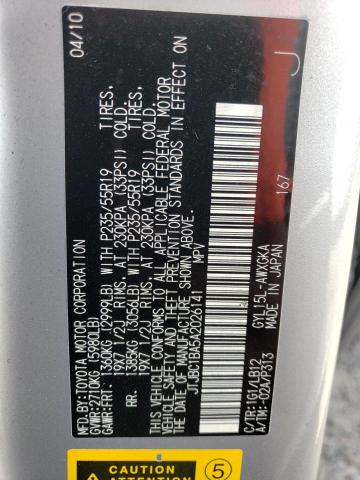 04/10
MFD.BY:TOYOTA MOTOR CORPORATION
GVWR:2710KG (5980LB)
GAWR:FRT. 1360KG (2999LB) WITH P235/55R19
TIRES. 19X7 1/2J RIMS. AT 230KPA (33PSI) COLD.
RR. 1385KG (3056LB) WITH P235/55R19
TIRES. 19X7 1/2J RIMS. AT 230KPA (33PSI) COLD.
THIS VEHICLE CONFORMS TO ALL APPLICABLE FEDERAL MOTOR
VEHICLE SAFETY, BUMPER, AND THEFT PREVENTION STANDARDS IN EFFECT
ON THE DATE OF MANUFACTURE SHOWN ABOVE.
JTJBC1BA5A2026141 MPV
C/TR:1G1/LB12 GYL15L-AWXGKA
A/TM:-02A/P313 MADE IN JAPAN
167
J
CAUTION
ATTENTION
5